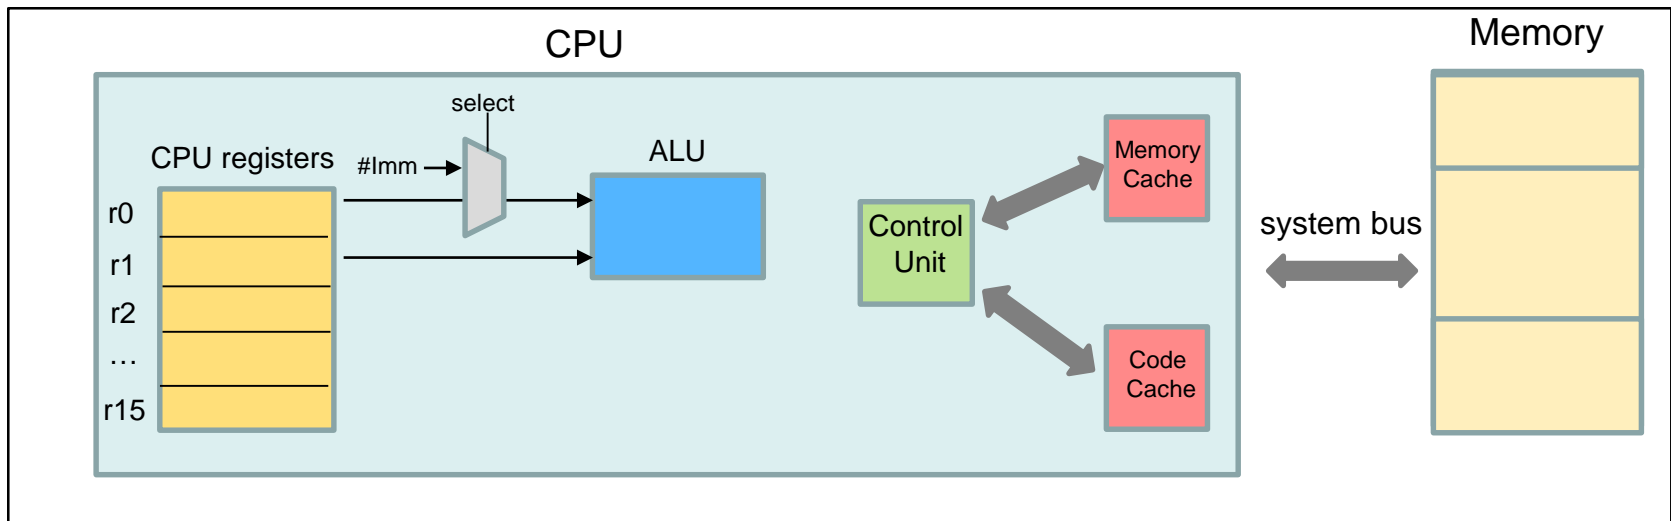 CPU
Memory
select
CPU registers
#Imm
ALU
r0
r1
r2
...
r15
Control
Unit
Memory
Cache
Code
Cache
system bus